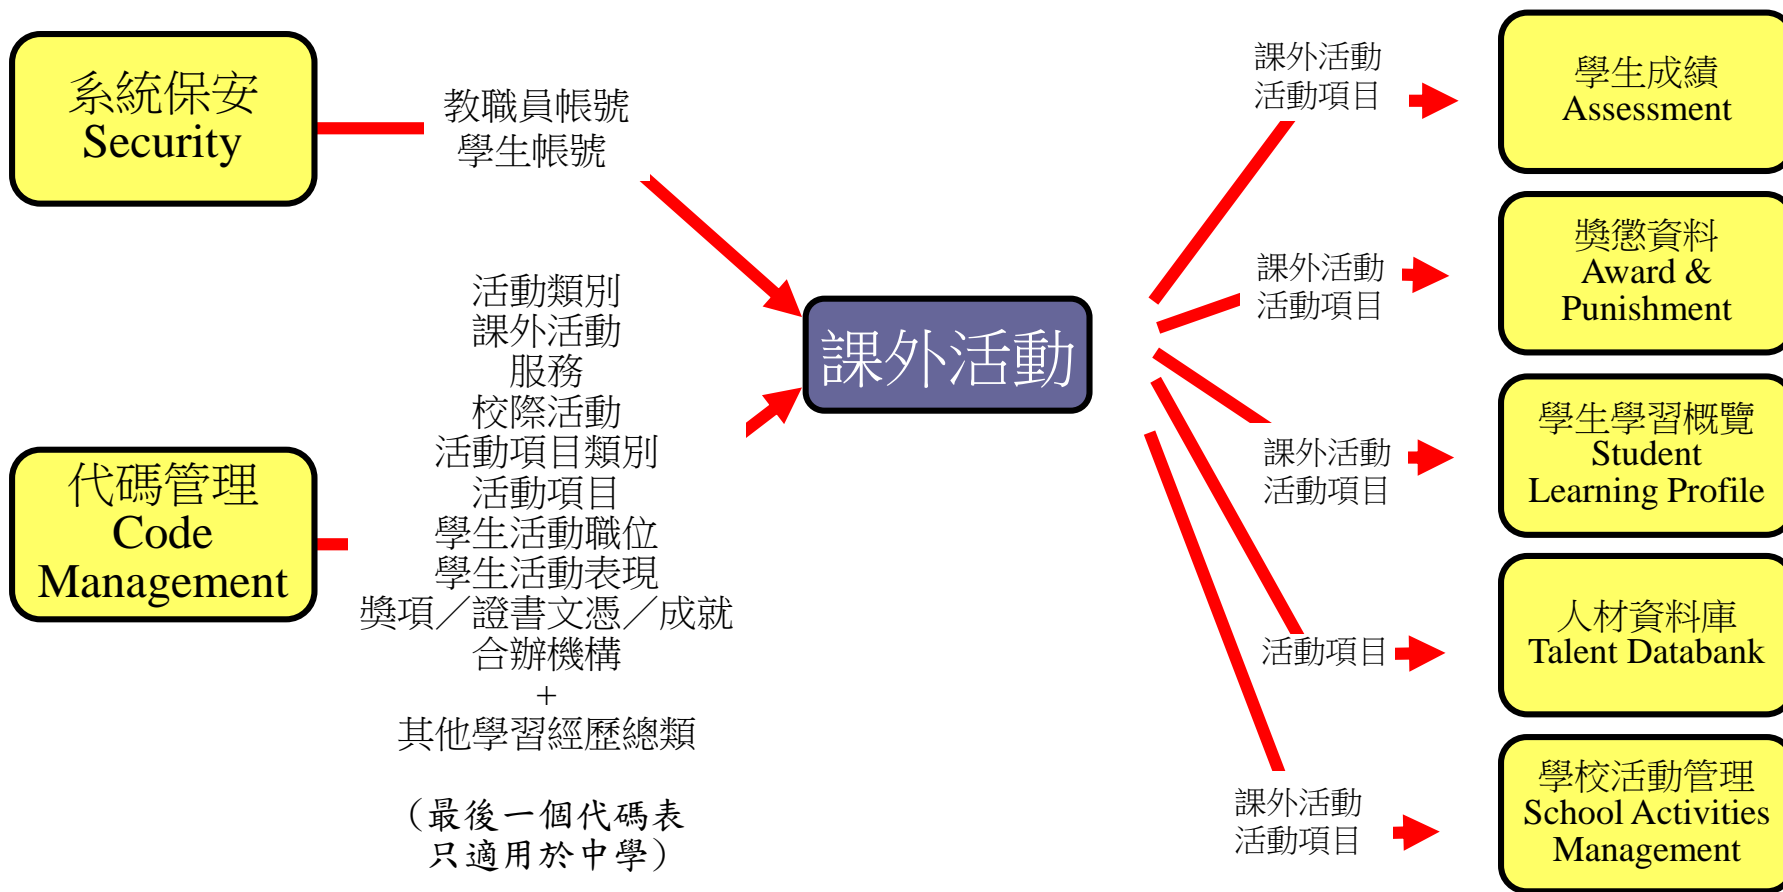 系統保安
Security
教職員帳號
學生帳號
代碼管理
Code
Management
活動類別
課外活動
服務
校際活動
活動項目類別
活動項目
學生活動職位
學生活動表現
獎項／證書文憑／成就
合辦機構
+
其他學習經歷總類
（最後一個代碼表
只適用於中學）
課外活動
課外活動
活動項目
學生成績
Assessment
課外活動
活動項目
獎懲資料
Award &
Punishment
課外活動
活動項目
學生學習概覽
Student
Learning Profile
活動項目
人材資料庫
Talent Databank
課外活動
活動項目
學校活動管理
School Activities
Management